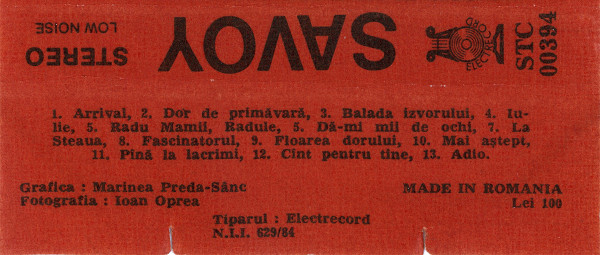 STEREO
LOW NOISE
SAVOY
ELECTRECORD
STC
00394
1. Arrival, 2. Dor de primăvară, 3. Balada izvorului, 4. Iu-
lie, 5. Radu Mamii, Radule, 5. Dă-mi mii de ochi, 7. La
Steaua, 8. Fascinatorul, 9. Floarea dorului, 10. Mai aştept,
11. Pînă la lacrimi, 12. Cînt pentru tine, 13. Adio.
Grafica : Marinea Preda-Sânc
Fotografia : Ioan Oprea
MADE IN ROMANIA
Lei 100
Tiparul : Electrecord
N.I.I. 629/84